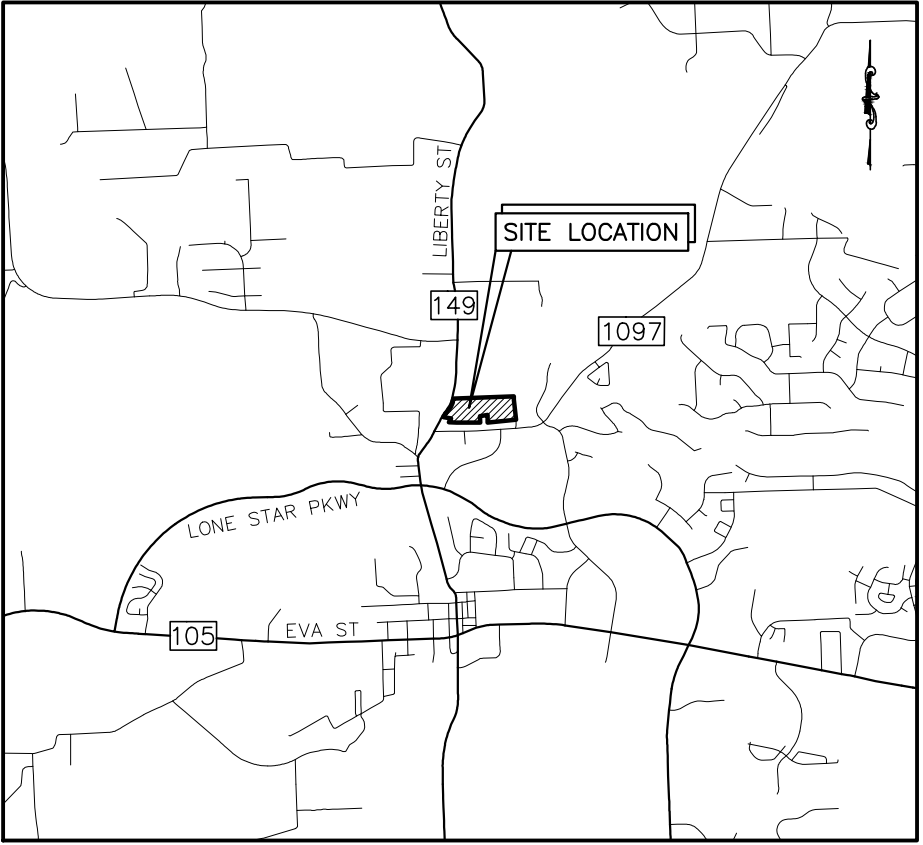 LIBERTY ST
SITE LOCATION
149
1097
LONE STAR PKWY
105
EVA ST